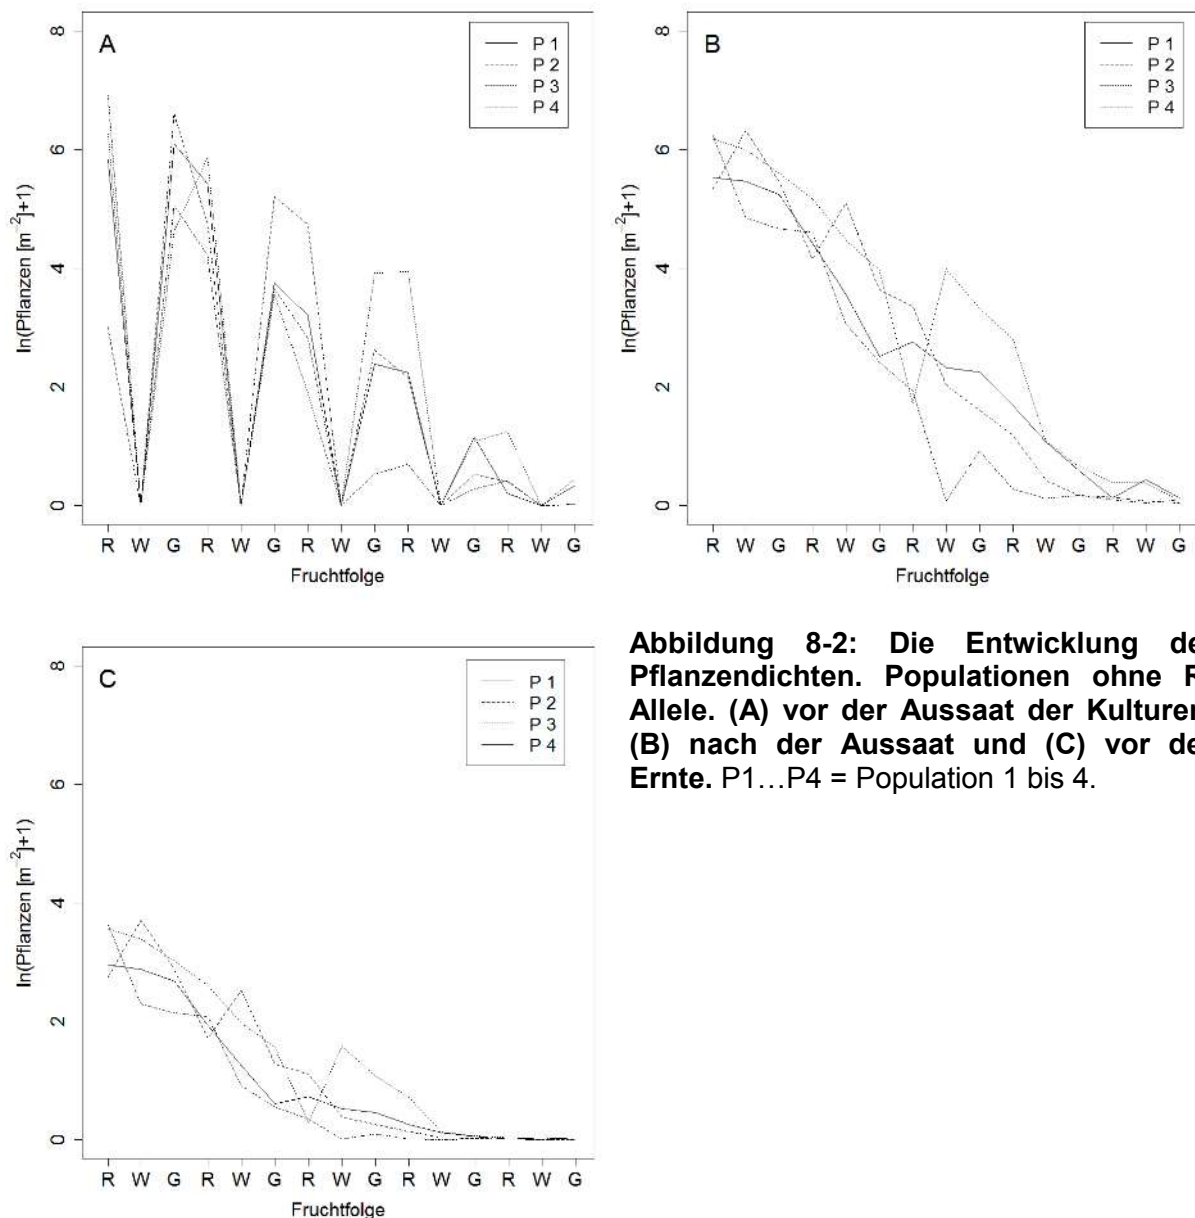 A
P 1
P 2
P 3
P 4
8
6
4
2
0
ln(Pflanzen [m⁻²]+1)
R W G R W G R W G R W G R W G
Fruchtfolge
B
P 1
P 2
P 3
P 4
8
6
4
2
0
ln(Pflanzen [m⁻²]+1)
R W G R W G R W G R W G R W G
Fruchtfolge
C
P 1
P 2
P 3
P 4
8
6
4
2
0
ln(Pflanzen [m⁻²]+1)
R W G R W G R W G R W G R W G
Fruchtfolge
Abbildung 8-2: Die Entwicklung de
Pflanzendichten. Populationen ohne R
Allele. (A) vor der Aussaat der Kulturen
(B) nach der Aussaat und (C) vor de
Ernte. P1…P4 = Population 1 bis 4.